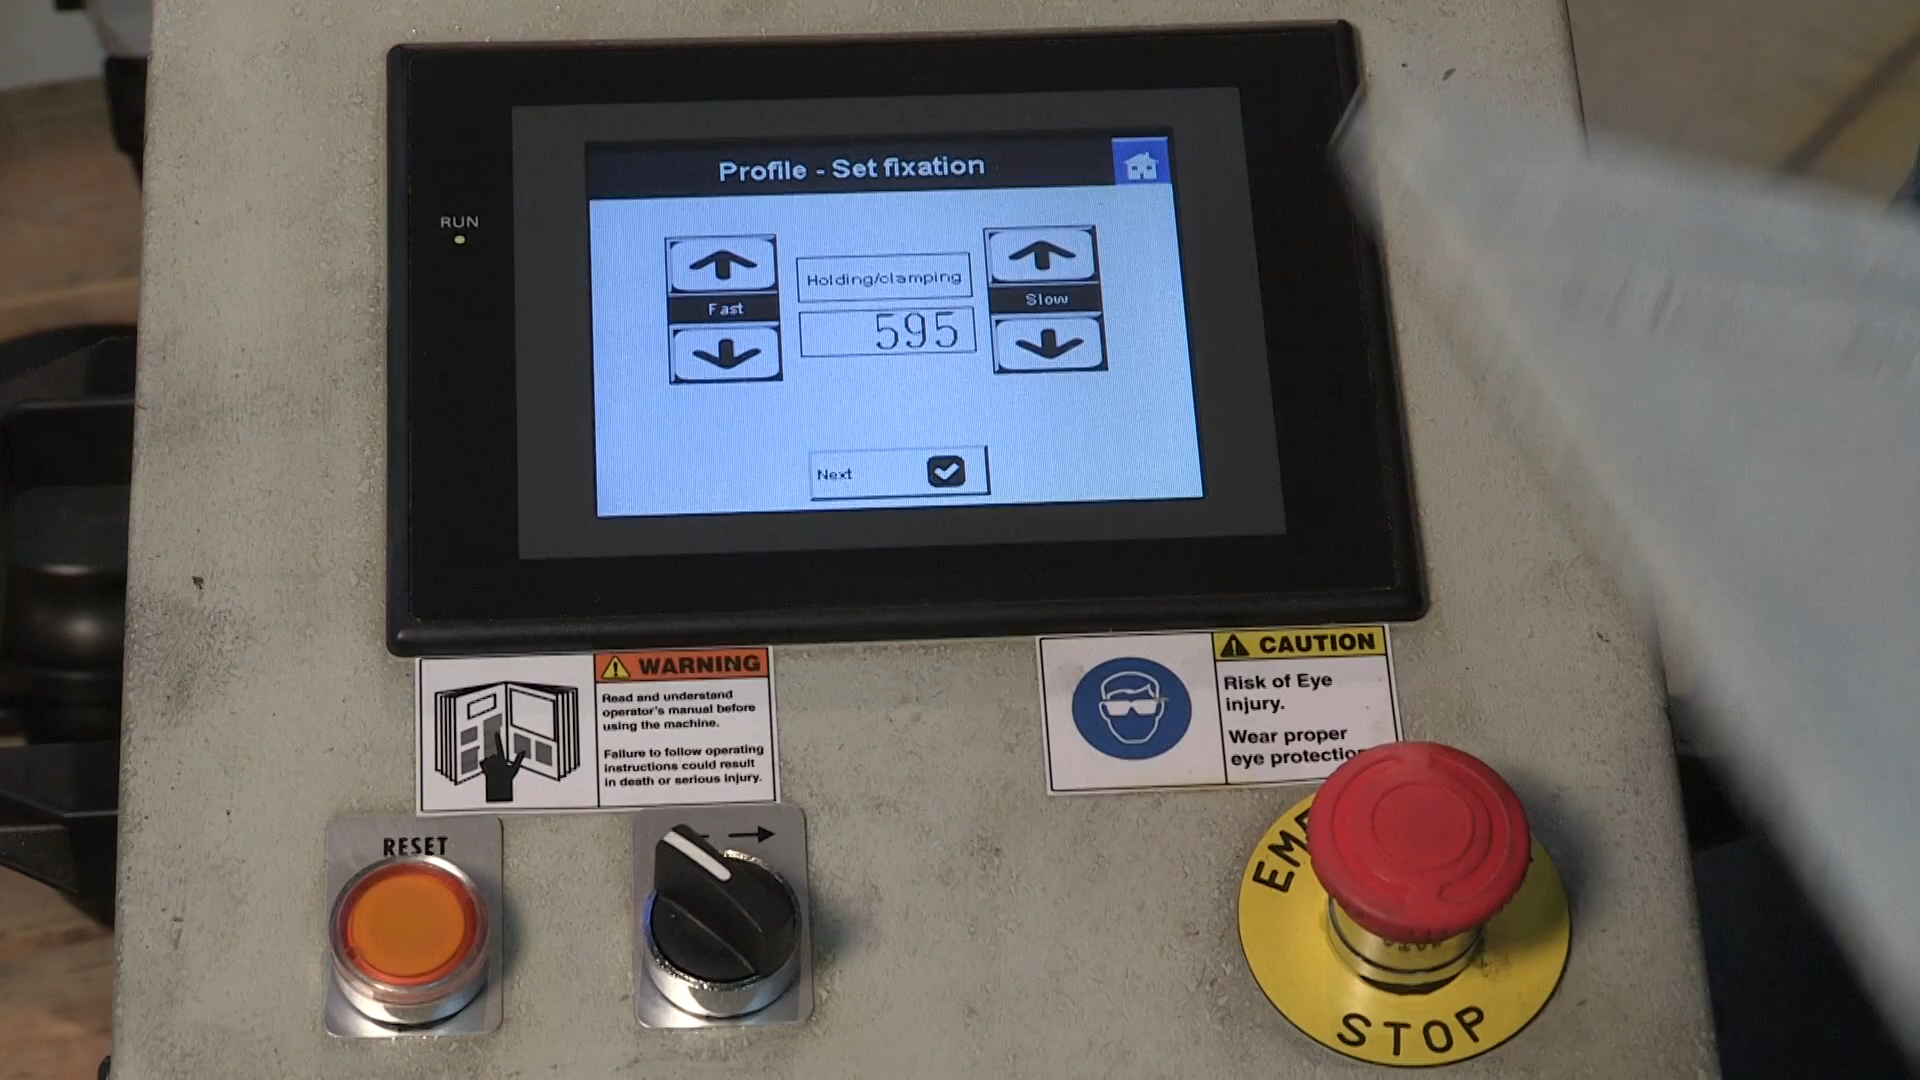 Profile - Set fixation
RUN
Holding/clamping
Fast
Slow
595
Next
WARNING
Read and understand
operator's manual before
using the machine.
Failure to follow operating
instructions could result
in death or serious injury.
CAUTION
Risk of Eye
injury.
Wear proper
eye protection
RESET
STOP